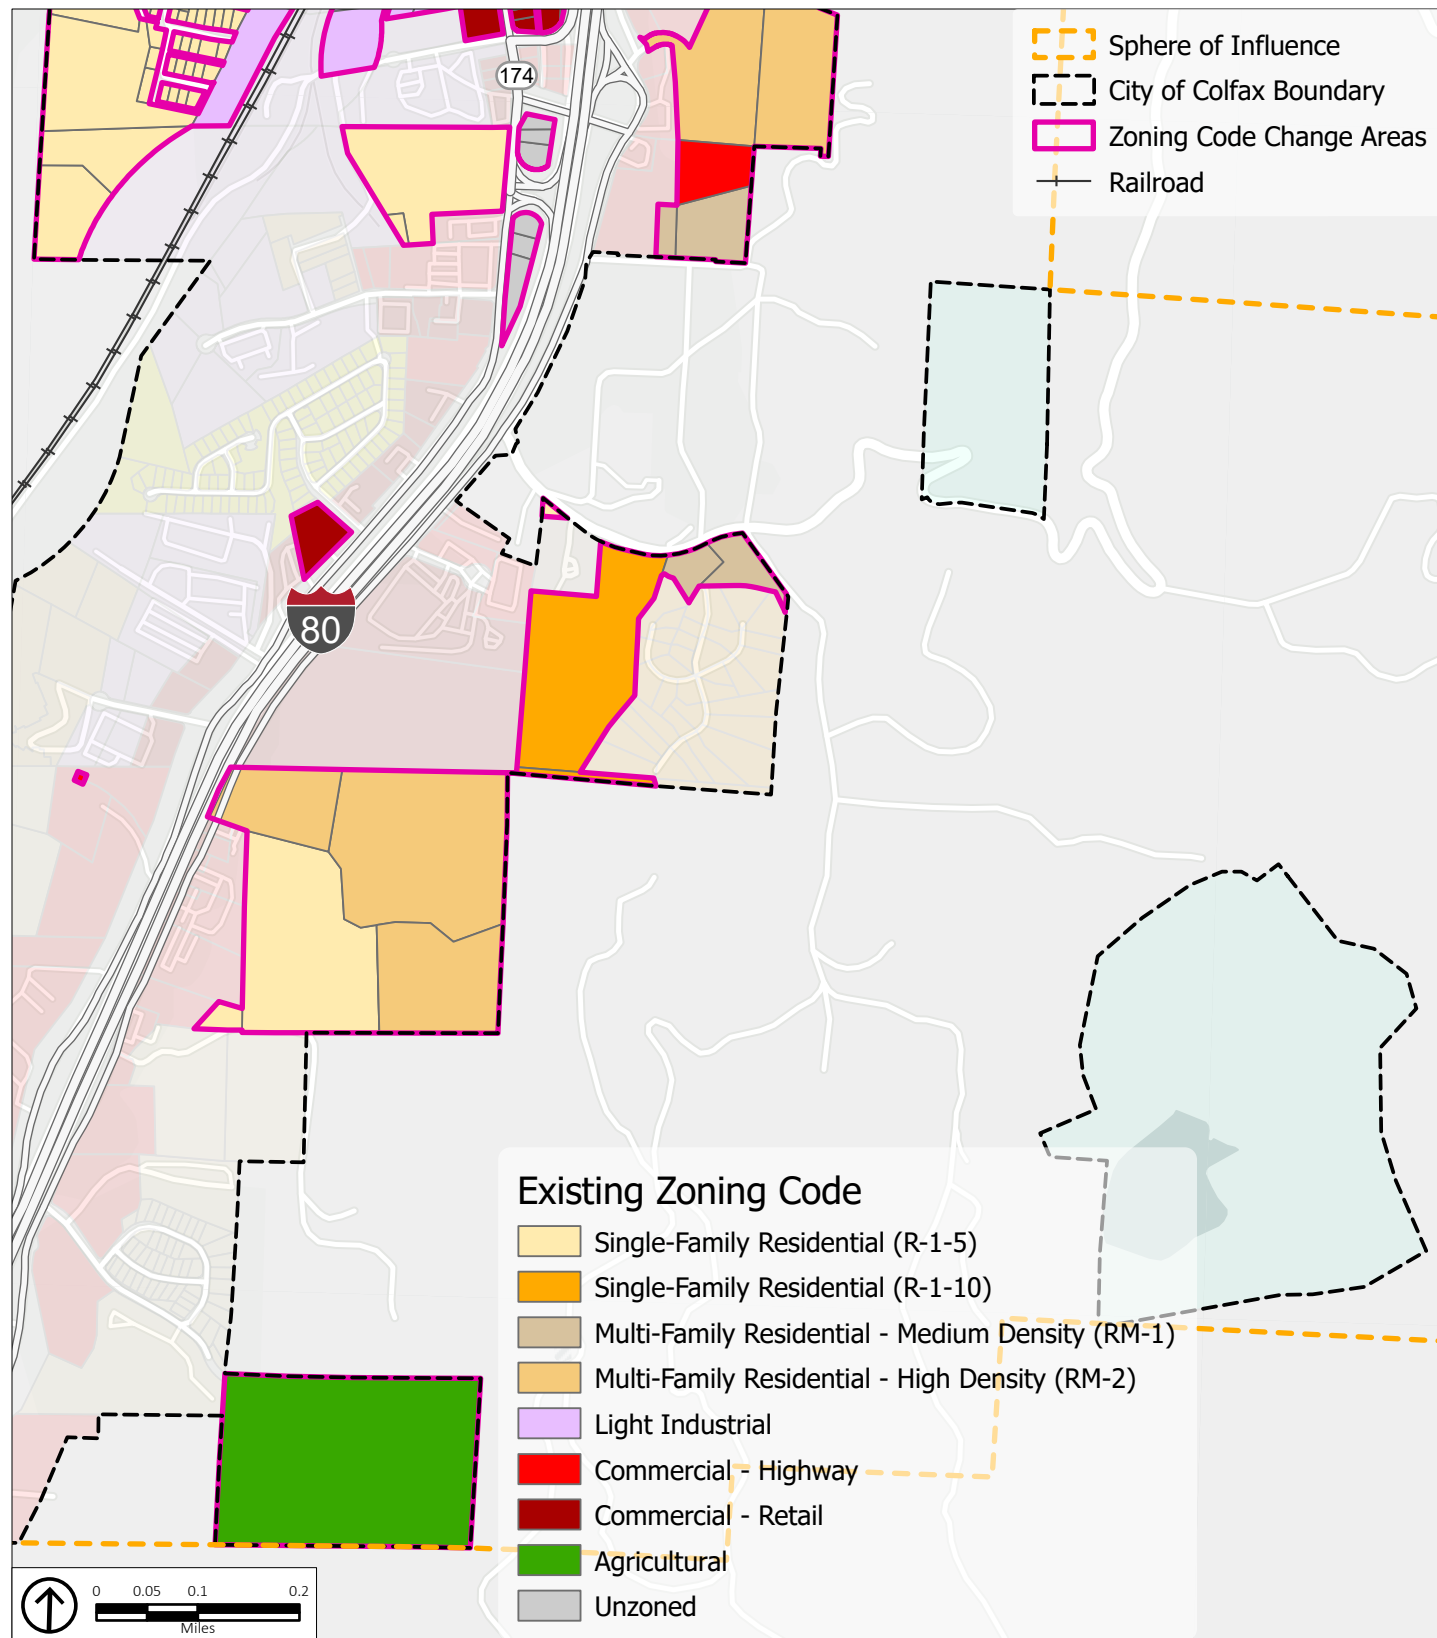 Sphere of Influence
City of Colfax Boundary
Zoning Code Change Areas
Railroad
174
80
Existing Zoning Code
Single-Family Residential (R-1-5)
Single-Family Residential (R-1-10)
Multi-Family Residential - Medium Density (RM-1)
Multi-Family Residential - High Density (RM-2)
Light Industrial
Commercial - Highway
Commercial - Retail
Agricultural
Unzoned
0 0.05 0.1 0.2
Miles